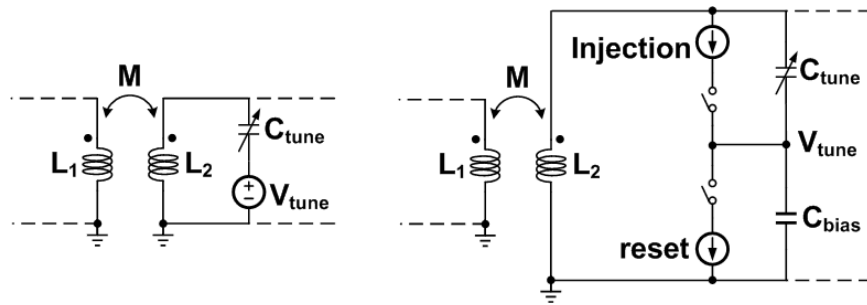 M
L1
L2
Ctune
+
−
Vtune
M
L1
L2
Injection
Ctune
Vtune
Cbias
reset